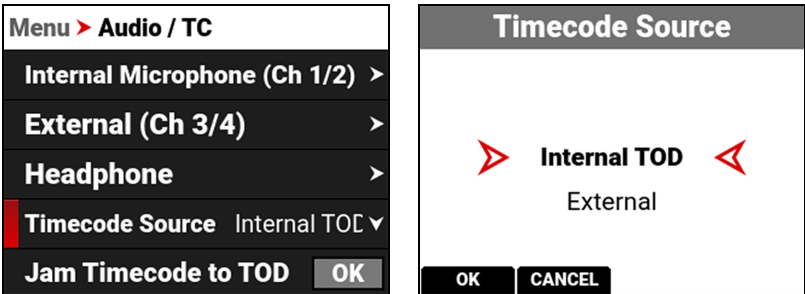 Menu ➤ Audio / TC
Internal Microphone (Ch 1/2)
External (Ch 3/4)
Headphone
Timecode Source Internal TOD
Jam Timecode to TOD OK
Timecode Source
Internal TOD
External
OK CANCEL